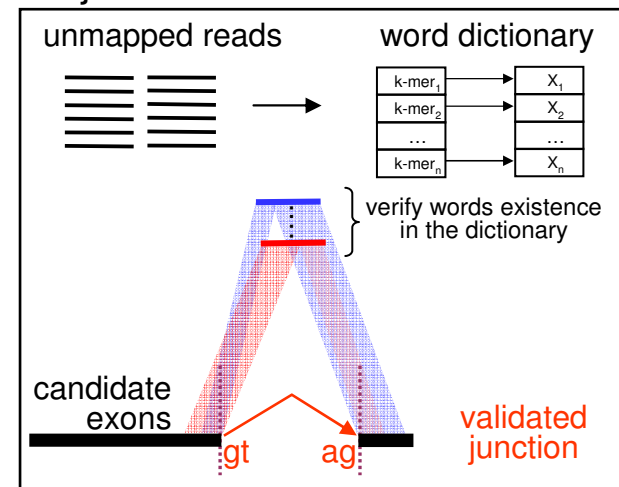 unmapped reads
word dictionary
k-mer1 X1
k-mer2 X2
... ...
k-mern Xn
verify words existence
in the dictionary
candidate
exons
gt
ag
validated
junction